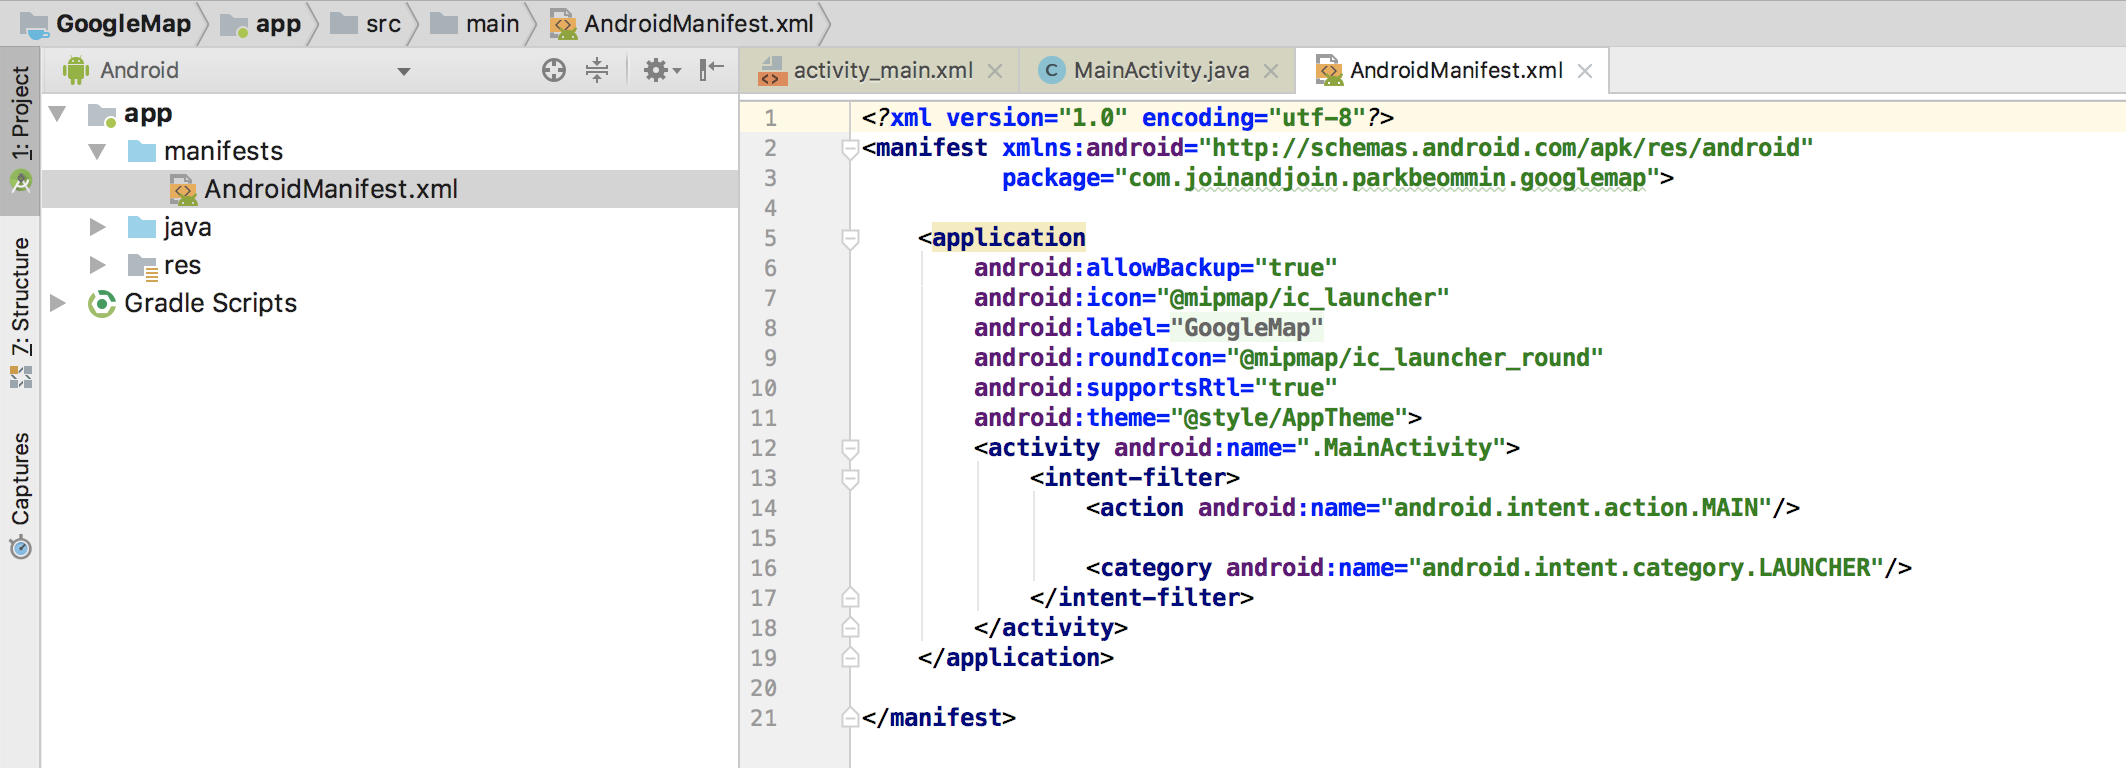 GoogleMap app src main AndroidManifest.xml
1: Project
7: Structure
Captures
Android
app
manifests
AndroidManifest.xml
java
res
Gradle Scripts
activity_main.xml MainActivity.java AndroidManifest.xml
1 <?xml version="1.0" encoding="utf-8"?>
2 <manifest xmlns:android="http://schemas.android.com/apk/res/android"
3 package="com.joinandjoin.parkbeommin.googlemap">
4
5 <application
6 android:allowBackup="true"
7 android:icon="@mipmap/ic_launcher"
8 android:label="GoogleMap"
9 android:roundIcon="@mipmap/ic_launcher_round"
10 android:supportsRtl="true"
11 android:theme="@style/AppTheme">
12 <activity android:name=".MainActivity">
13 <intent-filter>
14 <action android:name="android.intent.action.MAIN"/>
15
16 <category android:name="android.intent.category.LAUNCHER"/>
17 </intent-filter>
18 </activity>
19 </application>
20
21 </manifest>